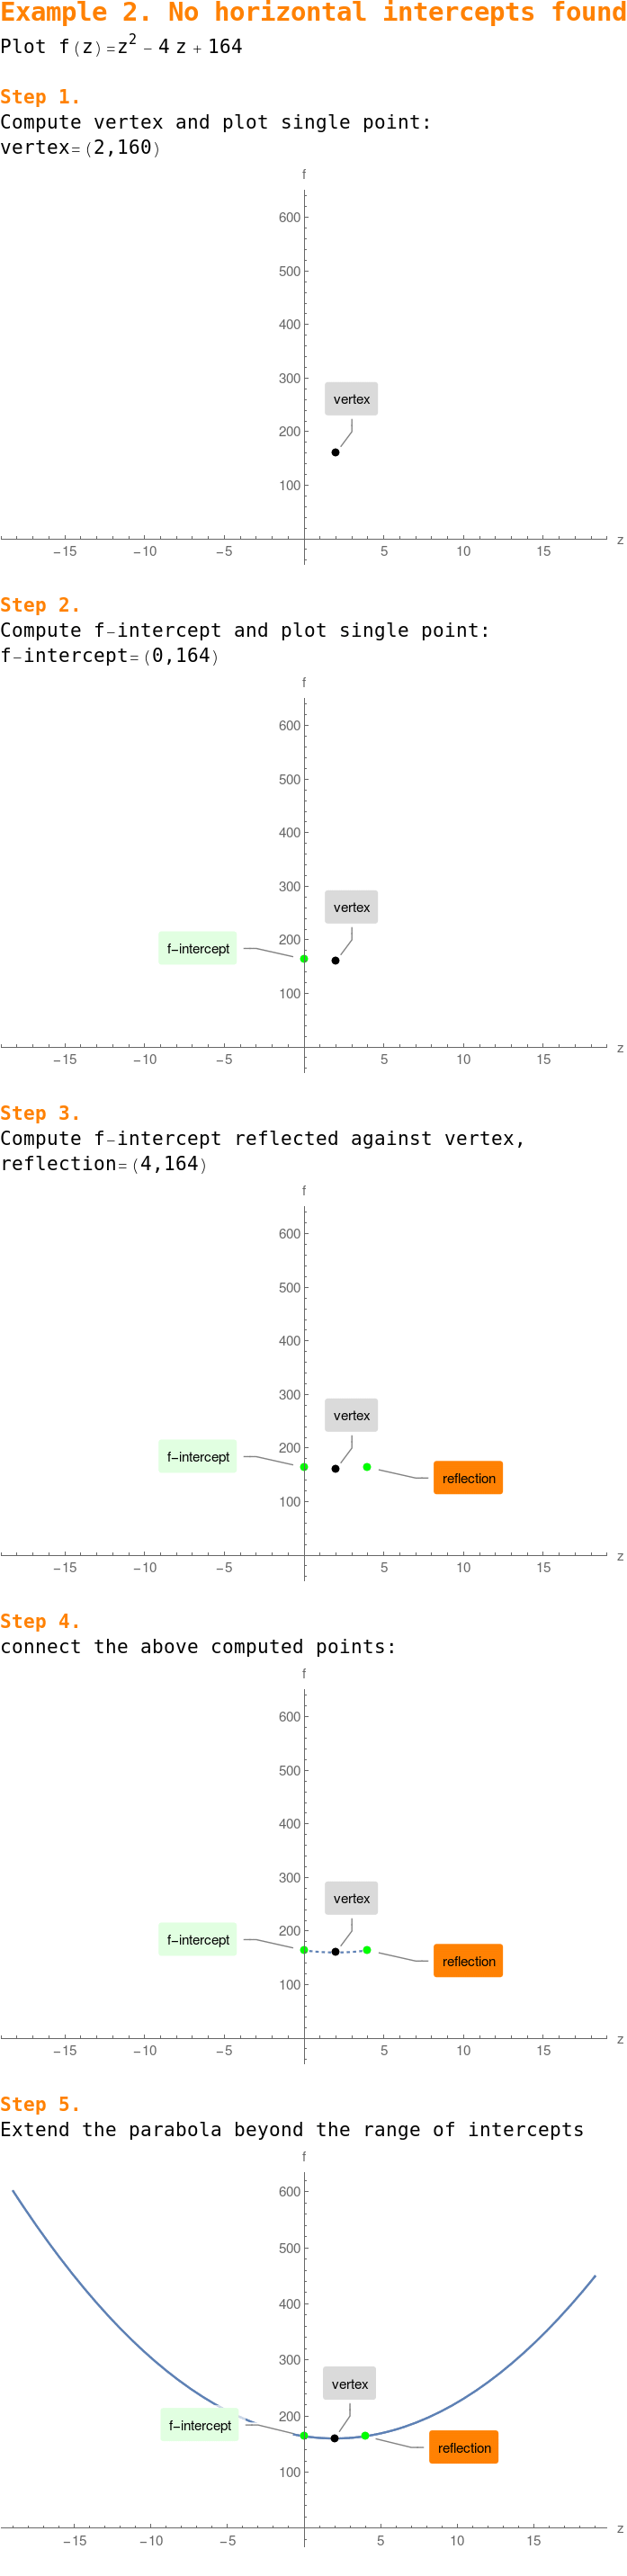 Example 2. No horizontal intercepts found
Plot f(z)=z² – 4 z + 164
Step 1.
Compute vertex and plot single point:
vertex=(2,160)
f
600
500
400
300
vertex
200
100
−15 −10 −5 5 10 15 z
Step 2.
Compute f–intercept and plot single point:
f–intercept=(0,164)
f
600
500
400
300
vertex
200
f−intercept
100
−15 −10 −5 5 10 15 z
Step 3.
Compute f–intercept reflected against vertex,
reflection=(4,164)
f
600
500
400
300
vertex
200
f−intercept
reflection
100
−15 −10 −5 5 10 15 z
Step 4.
connect the above computed points:
f
600
500
400
300
vertex
200
f−intercept
reflection
100
−15 −10 −5 5 10 15 z
Step 5.
Extend the parabola beyond the range of intercepts
f
600
500
400
300
vertex
200
f−intercept
reflection
100
−15 −10 −5 5 10 15 z